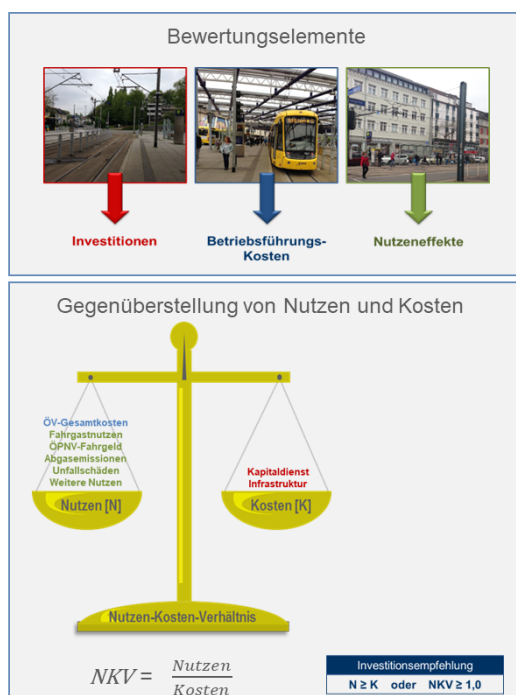 Bewertungselemente
Investitionen
Betriebsführungs-
Kosten
Nutzeneffekte
Gegenüberstellung von Nutzen und Kosten
ÖV-Gesamtkosten
Fahrgastnutzen
ÖPNV-Fahrgeld
Abgasemissionen
Unfallschäden
Weitere Nutzen
Nutzen [N]
Kapitaldienst
Infrastruktur
Kosten [K]
Nutzen-Kosten-Verhältnis
NKV = Nutzen
Kosten
Investitionsempfehlung
N ≥ K oder NKV ≥ 1,0